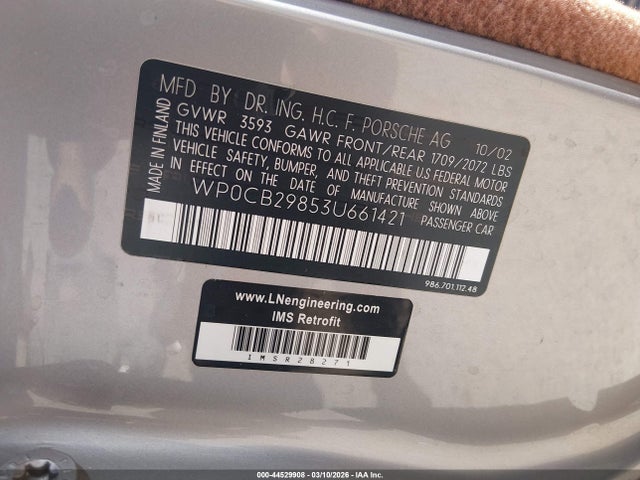 MFD BY DR. ING. H.C. F. PORSCHE AG 10/02
GVWR 3593 GAWR FRONT/REAR 1709/2072 LBS
THIS VEHICLE CONFORMS TO ALL APPLICABLE US FEDERAL MOTOR
VEHICLE SAFETY, BUMPER, AND THEFT PREVENTION STANDARDS
IN EFFECT ON THE DATE OF MANUFACTURE SHOWN ABOVE
WP0CB29853U661421 PASSENGER CAR
MADE IN FINLAND
986.701.112.48
www.LNengineering.com
IMS Retrofit
IMSR28271
000-44529908 - 03/10/2026 - IAA Inc.